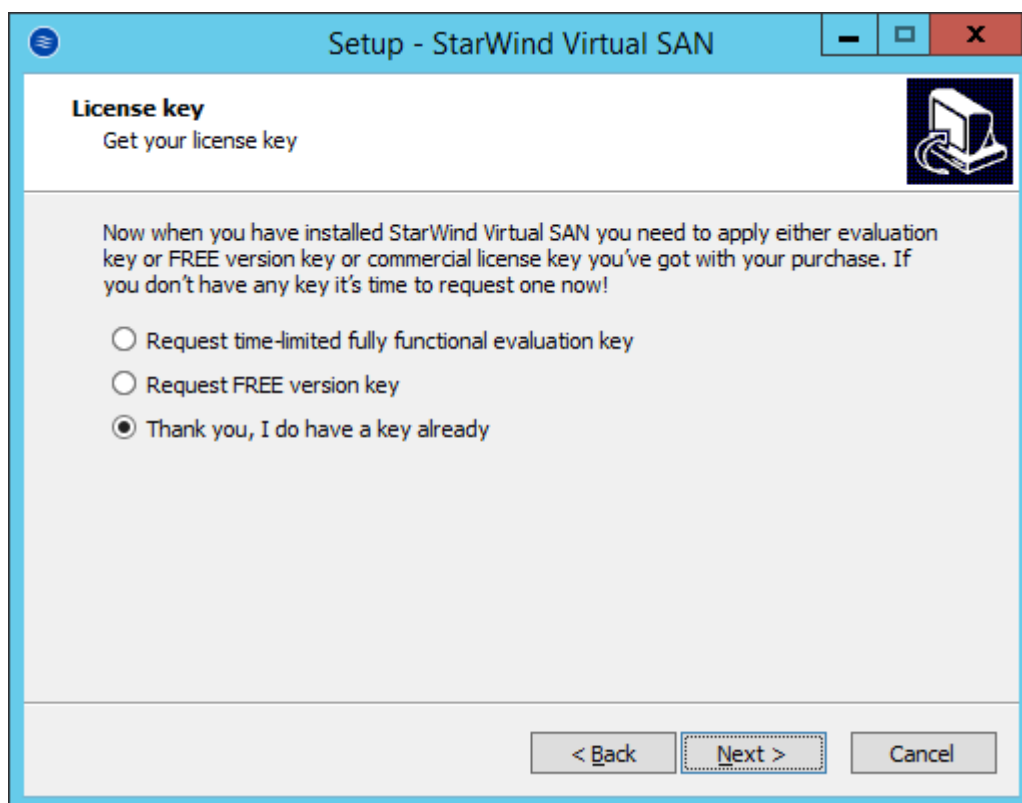 Setup - StarWind Virtual SAN
License key
Get your license key
Now when you have installed StarWind Virtual SAN you need to apply either evaluation
key or FREE version key or commercial license key you’ve got with your purchase. If
you don’t have any key it’s time to request one now!
Request time-limited fully functional evaluation key
Request FREE version key
Thank you, I do have a key already
< Back Next > Cancel